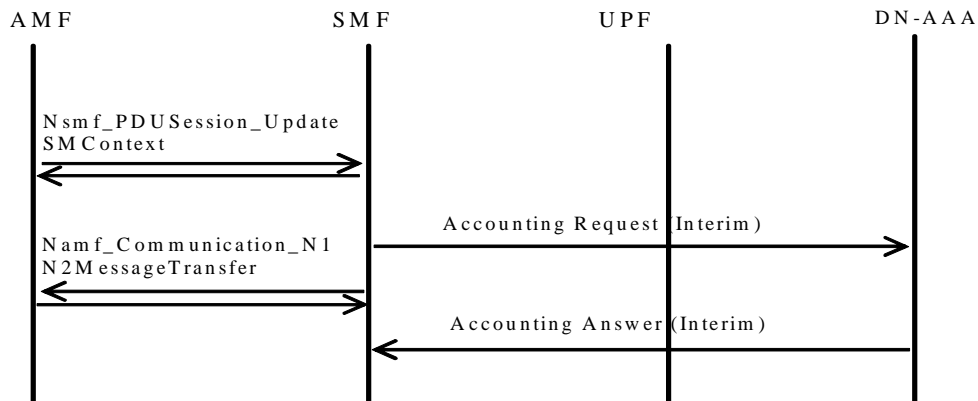 AMF
SMF
UPF
DN-AAA
Nsmf_PDUSession_Update
SMContext
Accounting Request (Interim)
Namf_Communication_N1
N2MessageTransfer
Accounting Answer (Interim)